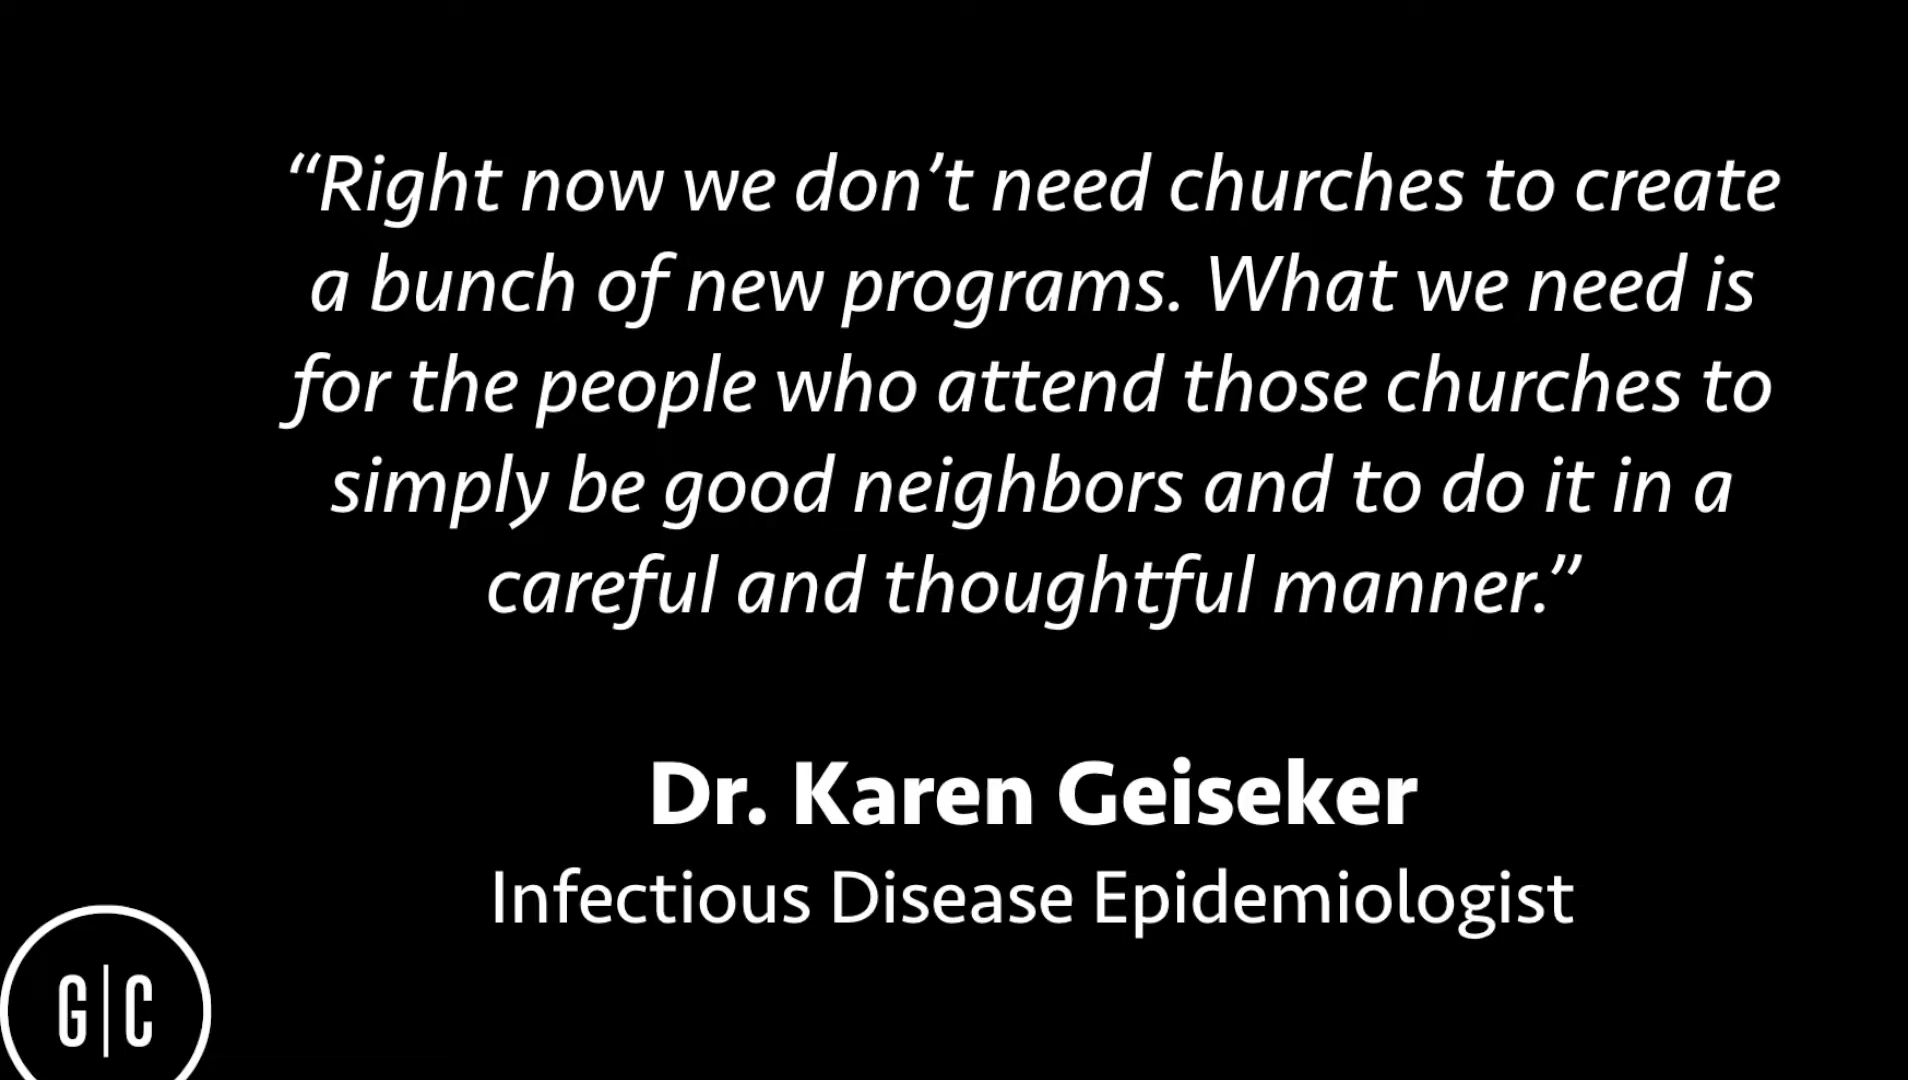 “Right now we don’t need churches to create
a bunch of new programs. What we need is
for the people who attend those churches to
simply be good neighbors and to do it in a
careful and thoughtful manner.”
Dr. Karen Geiseker
Infectious Disease Epidemiologist
G|C